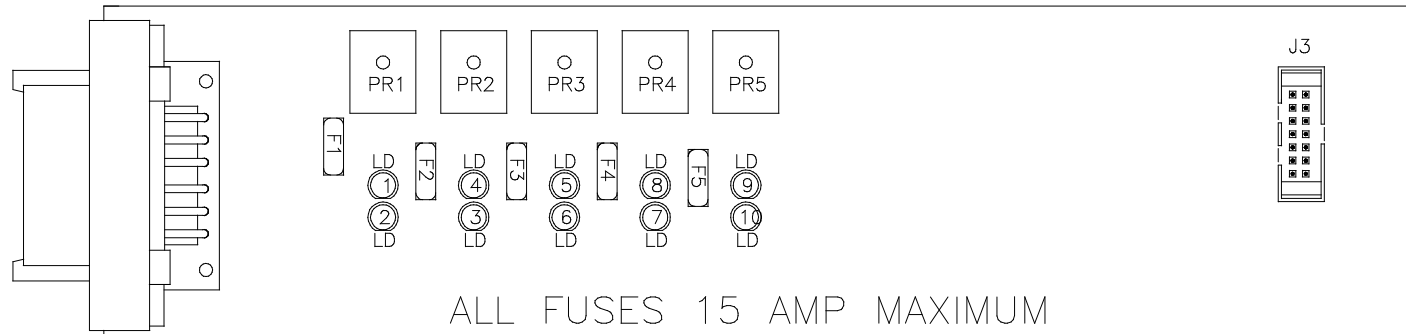 J3
PR1 PR2 PR3 PR4 PR5
F1 F2 F3 F4 F5
LD LD LD LD LD
1 4 5 8 9
2 3 6 7 10
LD LD LD LD LD
ALL FUSES 15 AMP MAXIMUM